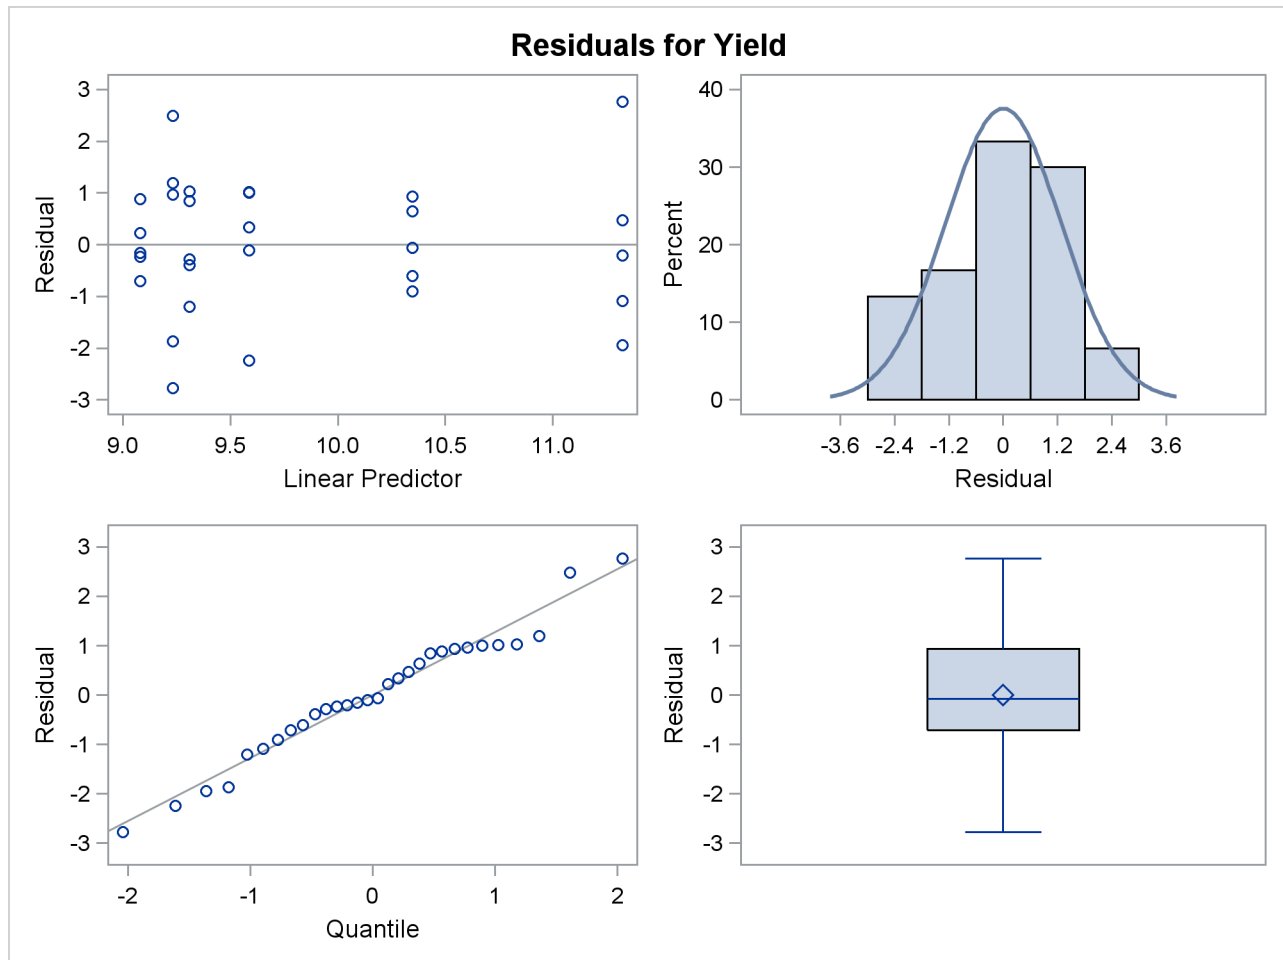 Residuals for Yield
3
2
1
0
-1
-2
-3
Residual
9.0 9.5 10.0 10.5 11.0
Linear Predictor
40
30
20
10
0
Percent
-3.6 -2.4 -1.2 0 1.2 2.4 3.6
Residual
3
2
1
0
-1
-2
-3
Residual
-2 -1 0 1 2
Quantile
3
2
1
0
-1
-2
-3
Residual